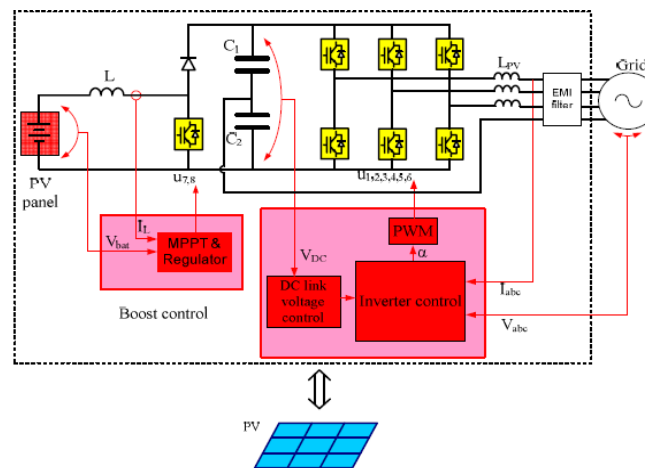 C1
LPV
Grid
L
EMI
filter
C2
PV
panel
u7,8
u1,2,3,4,5,6
IL
Vbat
MPPT &
Regulator
VDC
PWM
α
DC link
voltage
control
Inverter control
Iabc
Vabc
Boost control
PV